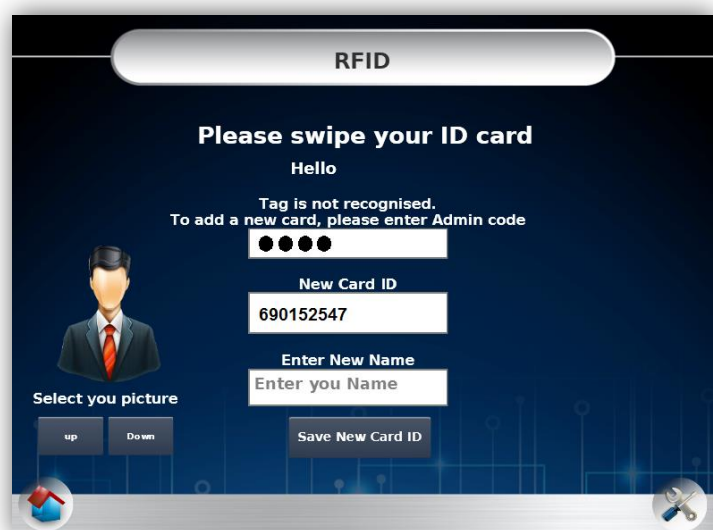 RFID
Please swipe your ID card
Hello
Tag is not recognised.
To add a new card, please enter Admin code
New Card ID
690152547
Enter New Name
Enter you Name
Select you picture
up
Down
Save New Card ID